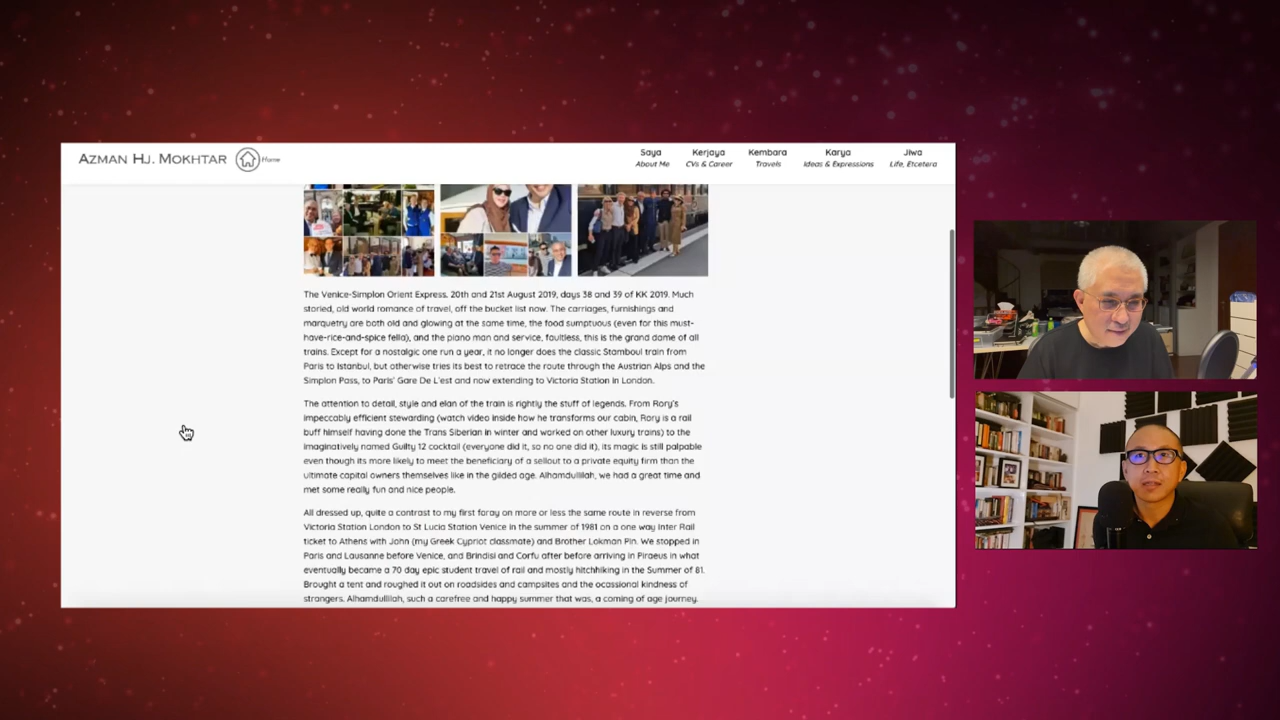 AZMAN HJ. MOKHTAR
Home
Saya
About Me
Kerjaya
CVs & Career
Kembara
Travels
Karya
Ideas & Expressions
Jiwa
Life, Etcetera
The Venice-Simplon Orient Express. 20th and 21st August 2019, days 38 and 39 of KK 2019. Much
storied, old world romance of travel, off the bucket list now. The carriages, furnishings and
marquetry are both old and glowing at the same time, the food sumptuous (even for this must-
have-rice-and-spice fella), and the piano man and service, faultless, this is the grand dame of all
trains. Except for a nostalgic one run a year, it no longer does the classic Stamboul train from
Paris to Istanbul, but otherwise tries its best to retrace the route through the Austrian Alps and the
Simplon Pass, to Paris' Gare De L'est and now extending to Victoria Station in London.
The attention to detail, style and elan of the train is rightly the stuff of legends. From Rory's
impeccably efficient stewarding (watch video inside how he transforms our cabin, Rory is a rail
buff himself having done the Trans Siberian in winter and worked on other luxury trains) to the
imaginatively named Guilty 12 cocktail (everyone did it, so no one did it), its magic is still palpable
even though its more likely to meet the beneficiary of a sellout to a private equity firm than the
ultimate capital owners themselves like in the gilded age. Alhamdulillah, we had a great time and
met some really fun and nice people.
All dressed up, quite a contrast to my first foray on more or less the same route in reverse from
Victoria Station London to St Lucia Station Venice in the summer of 1981 on a one way Inter Rail
ticket to Athens with John (my Greek Cypriot classmate) and Brother Lokman Pin. We stopped in
Paris and Lausanne before Venice, and Brindisi and Corfu after before arriving in Piraeus in what
eventually became a 70 day epic student travel of rail and mostly hitchhiking in the Summer of 81.
Brought a tent and roughed it out on roadsides and campsites and the ocassional kindness of
strangers. Alhamdullilah, such a carefree and happy summer that was, a coming of age journey.